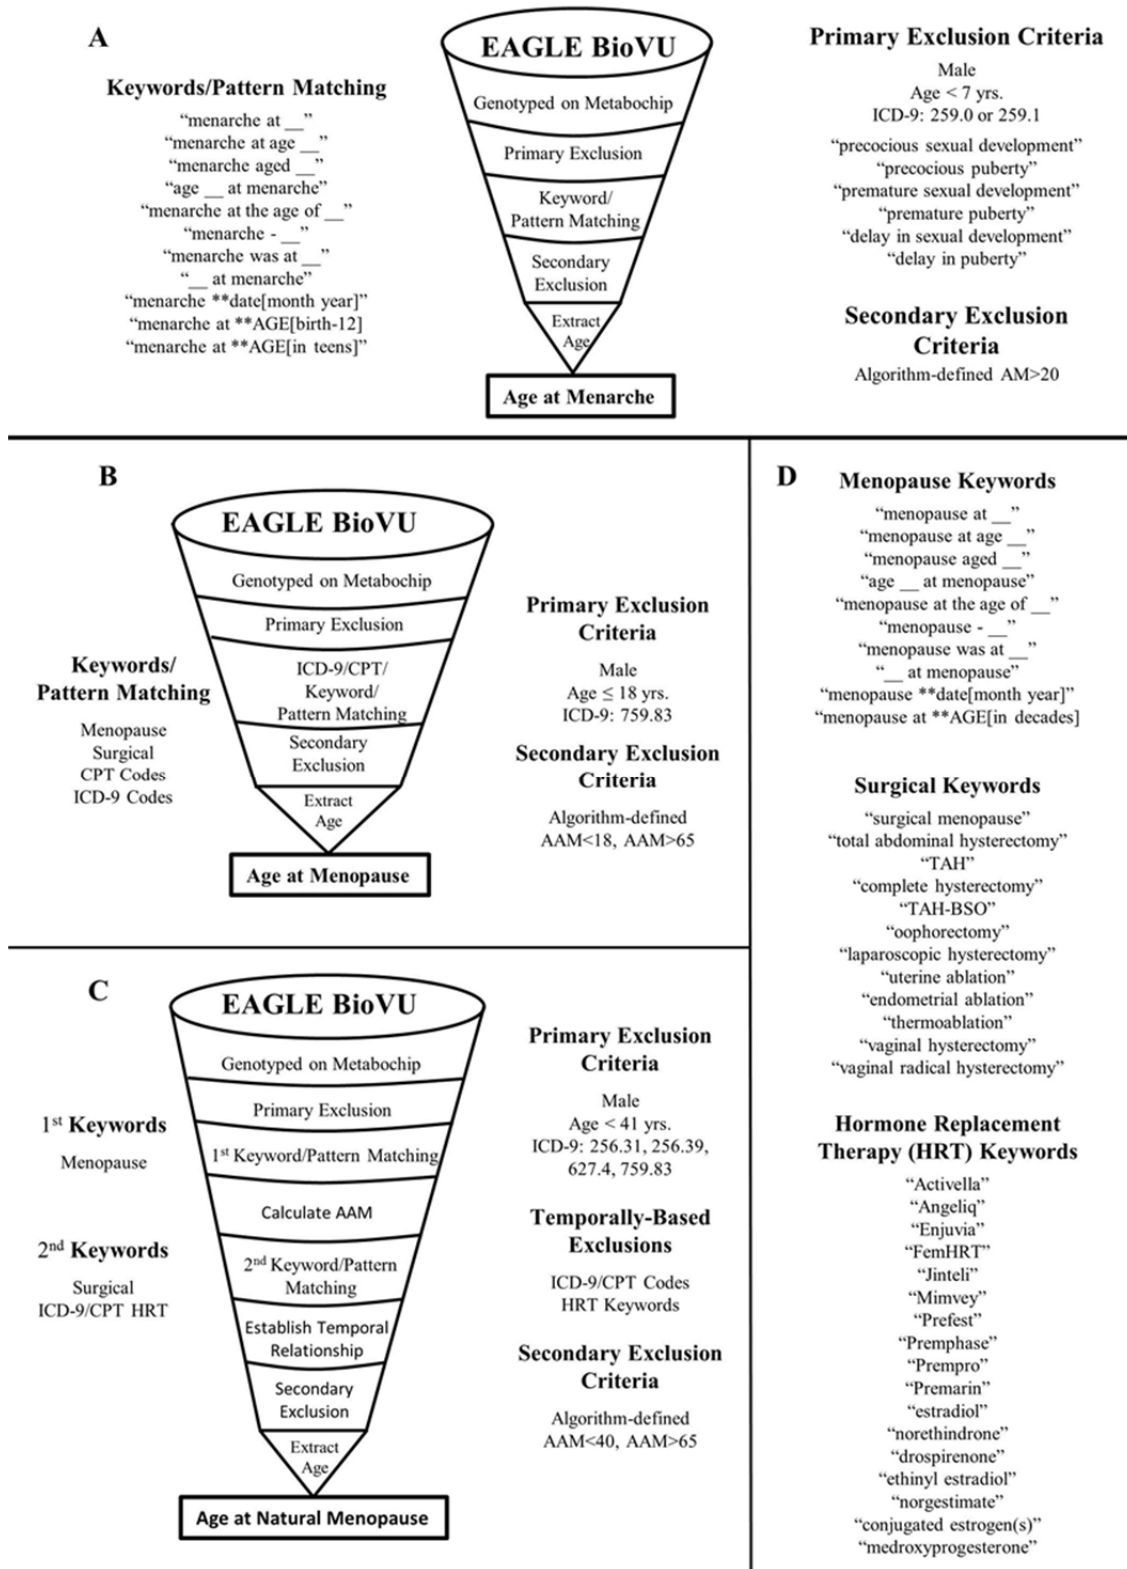 A
Keywords/Pattern Matching
“menarche at __”
“menarche at age __”
“menarche aged __”
“age __ at menarche”
“menarche at the age of __”
“menarche - __”
“menarche was at __”
“__ at menarche”
“menarche **date[month year]”
“menarche at **AGE[birth-12]
“menarche at **AGE[in teens]”
EAGLE BioVU
Genotyped on Metabochip
Primary Exclusion
Keyword/
Pattern Matching
Secondary
Exclusion
Extract
Age
Age at Menarche
Primary Exclusion Criteria
Male
Age < 7 yrs.
ICD-9: 259.0 or 259.1
“precocious sexual development”
“precocious puberty”
“premature sexual development”
“premature puberty”
“delay in sexual development”
“delay in puberty”
Secondary Exclusion
Criteria
Algorithm-defined AM>20
B
Keywords/
Pattern Matching
Menopause
Surgical
CPT Codes
ICD-9 Codes
EAGLE BioVU
Genotyped on Metabochip
Primary Exclusion
ICD-9/CPT/
Keyword/
Pattern Matching
Secondary
Exclusion
Extract
Age
Age at Menopause
Primary Exclusion
Criteria
Male
Age ≤ 18 yrs.
ICD-9: 759.83
Secondary Exclusion
Criteria
Algorithm-defined
AAM<18, AAM>65
C
1st Keywords
Menopause
2nd Keywords
Surgical
ICD-9/CPT HRT
EAGLE BioVU
Genotyped on Metabochip
Primary Exclusion
1st Keyword/Pattern Matching
Calculate AAM
2nd Keyword/Pattern
Matching
Establish Temporal
Relationship
Secondary
Exclusion
Extract
Age
Age at Natural Menopause
Primary Exclusion
Criteria
Male
Age < 41 yrs.
ICD-9: 256.31, 256.39,
627.4, 759.83
Temporally-Based
Exclusions
ICD-9/CPT Codes
HRT Keywords
Secondary Exclusion
Criteria
Algorithm-defined
AAM<40, AAM>65
D
Menopause Keywords
“menopause at __”
“menopause at age __”
“menopause aged __”
“age __ at menopause”
“menopause at the age of __”
“menopause - __”
“menopause was at __”
“__ at menopause”
“menopause **date[month year]”
“menopause at **AGE[in decades]
Surgical Keywords
“surgical menopause”
“total abdominal hysterectomy”
“TAH”
“complete hysterectomy”
“TAH-BSO”
“oophorectomy”
“laparoscopic hysterectomy”
“uterine ablation”
“endometrial ablation”
“thermoablation”
“vaginal hysterectomy”
“vaginal radical hysterectomy”
Hormone Replacement
Therapy (HRT) Keywords
“Activella”
“Angeliq”
“Enjuvia”
“FemHRT”
“Jinteli”
“Mimvey”
“Prefest”
“Premphase”
“Prempro”
“Premarin”
“estradiol”
“norethindrone”
“drospirenone”
“ethinyl estradiol”
“norgestimate”
“conjugated estrogen(s)”
“medroxyprogesterone”